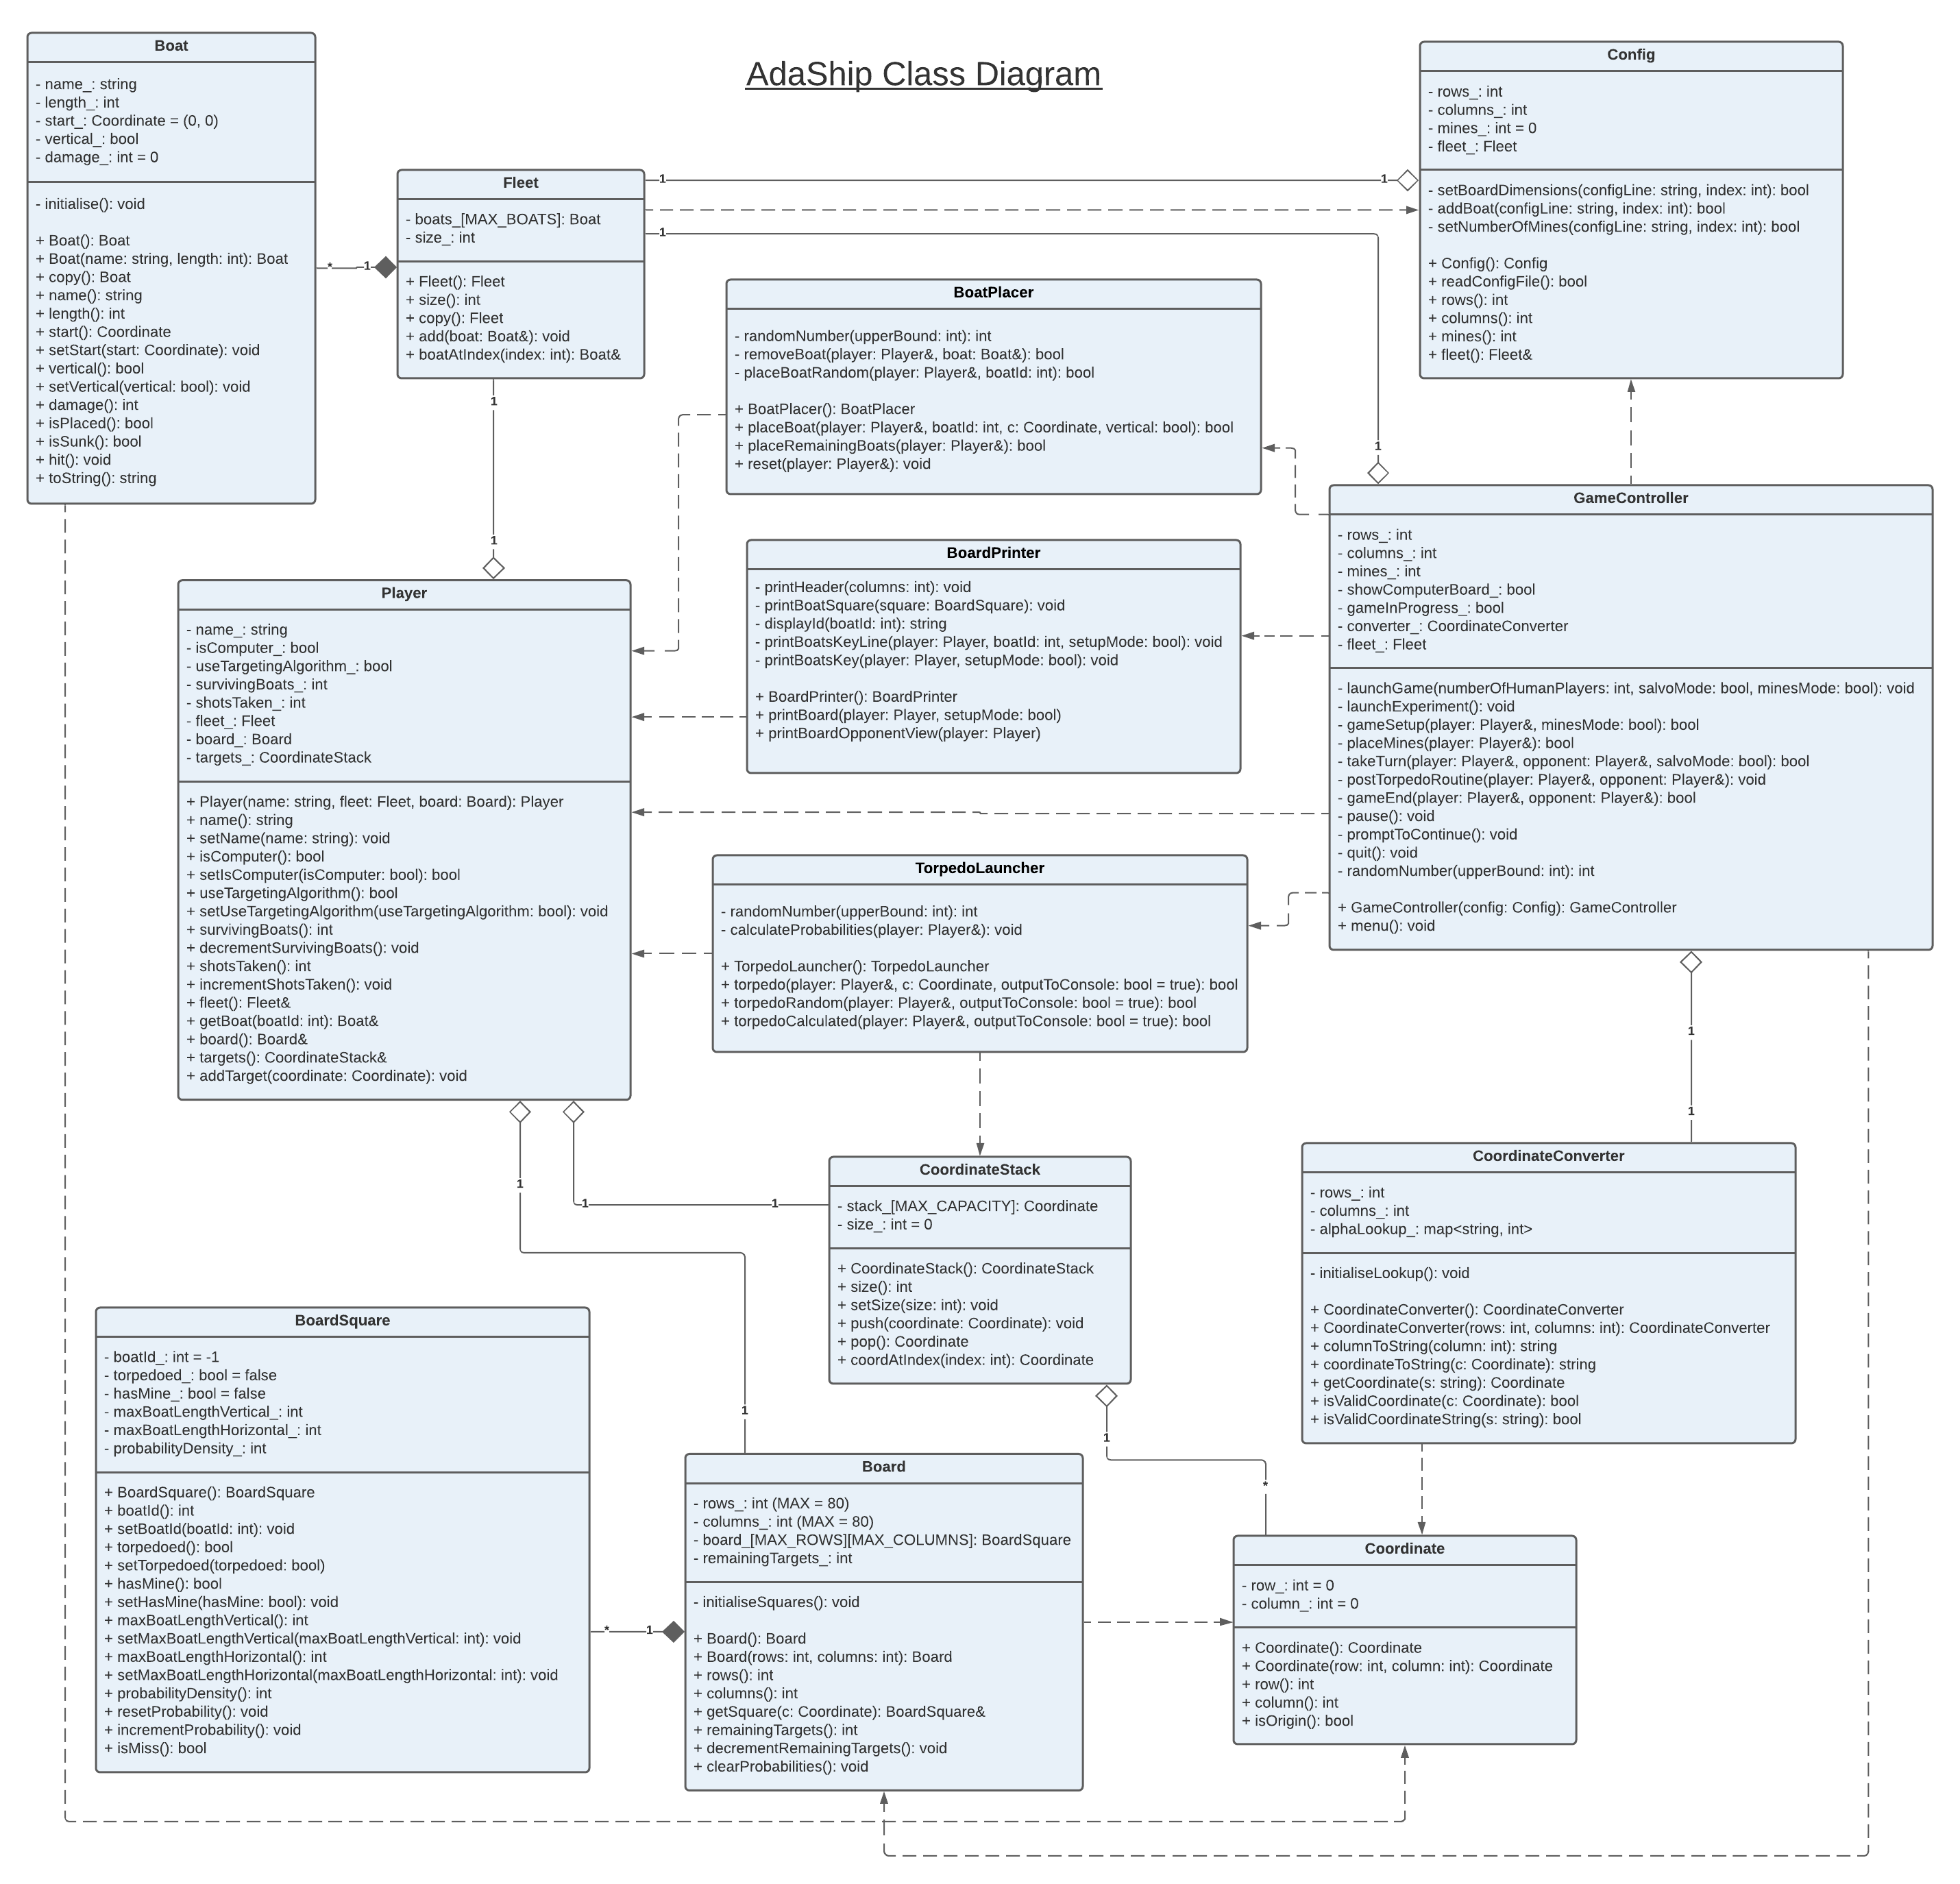 AdaShip Class Diagram
Boat
- name_: string
- length_: int
- start_: Coordinate = (0, 0)
- vertical_: bool
- damage_: int = 0
- initialise(): void
+ Boat(): Boat
+ Boat(name: string, length: int): Boat
+ copy(): Boat
+ name(): string
+ length(): int
+ start(): Coordinate
+ setStart(start: Coordinate): void
+ vertical(): bool
+ setVertical(vertical: bool): void
+ damage(): int
+ isPlaced(): bool
+ isSunk(): bool
+ hit(): void
+ toString(): string
* 1
Fleet
- boats_[MAX_BOATS]: Boat
- size_: int
+ Fleet(): Fleet
+ size(): int
+ copy(): Fleet
+ add(boat: Boat&): void
+ boatAtIndex(index: int): Boat&
1 1
1
1
1
1
Config
- rows_: int
- columns_: int
- mines_: int = 0
- fleet_: Fleet
- setBoardDimensions(configLine: string, index: int): bool
- addBoat(configLine: string, index: int): bool
- setNumberOfMines(configLine: string, index: int): bool
+ Config(): Config
+ readConfigFile(): bool
+ rows(): int
+ columns(): int
+ mines(): int
+ fleet(): Fleet&
BoatPlacer
- randomNumber(upperBound: int): int
- removeBoat(player: Player&, boat: Boat&): bool
- placeBoatRandom(player: Player&, boatId: int): bool
+ BoatPlacer(): BoatPlacer
+ placeBoat(player: Player&, boatId: int, c: Coordinate, vertical: bool): bool
+ placeRemainingBoats(player: Player&): bool
+ reset(player: Player&): void
GameController
- rows_: int
- columns_: int
- mines_: int
- showComputerBoard_: bool
- gameInProgress_: bool
- converter_: CoordinateConverter
- fleet_: Fleet
- launchGame(numberOfHumanPlayers: int, salvoMode: bool, minesMode: bool): void
- launchExperiment(): void
- gameSetup(player: Player&, minesMode: bool): bool
- placeMines(player: Player&): bool
- takeTurn(player: Player&, opponent: Player&, salvoMode: bool): bool
- postTorpedoRoutine(player: Player&, opponent: Player&): void
- gameEnd(player: Player&, opponent: Player&): bool
- pause(): void
- promptToContinue(): void
- quit(): void
- randomNumber(upperBound: int): int
+ GameController(config: Config): GameController
+ menu(): void
BoardPrinter
- printHeader(columns: int): void
- printBoatSquare(square: BoardSquare): void
- displayId(boatId: int): string
- printBoatsKeyLine(player: Player, boatId: int, setupMode: bool): void
- printBoatsKey(player: Player, setupMode: bool): void
+ BoardPrinter(): BoardPrinter
+ printBoard(player: Player, setupMode: bool)
+ printBoardOpponentView(player: Player)
Player
- name_: string
- isComputer_: bool
- useTargetingAlgorithm_: bool
- survivingBoats_: int
- shotsTaken_: int
- fleet_: Fleet
- board_: Board
- targets_: CoordinateStack
+ Player(name: string, fleet: Fleet, board: Board): Player
+ name(): string
+ setName(name: string): void
+ isComputer(): bool
+ setIsComputer(isComputer: bool): bool
+ useTargetingAlgorithm(): bool
+ setUseTargetingAlgorithm(useTargetingAlgorithm: bool): void
+ survivingBoats(): int
+ decrementSurvivingBoats(): void
+ shotsTaken(): int
+ incrementShotsTaken(): void
+ fleet(): Fleet&
+ getBoat(boatId: int): Boat&
+ board(): Board&
+ targets(): CoordinateStack&
+ addTarget(coordinate: Coordinate): void
TorpedoLauncher
- randomNumber(upperBound: int): int
- calculateProbabilities(player: Player&): void
+ TorpedoLauncher(): TorpedoLauncher
+ torpedo(player: Player&, c: Coordinate, outputToConsole: bool = true): bool
+ torpedoRandom(player: Player&, outputToConsole: bool = true): bool
+ torpedoCalculated(player: Player&, outputToConsole: bool = true): bool
1
1
1
1 1
1
CoordinateStack
- stack_[MAX_CAPACITY]: Coordinate
- size_: int = 0
+ CoordinateStack(): CoordinateStack
+ size(): int
+ setSize(size: int): void
+ push(coordinate: Coordinate): void
+ pop(): Coordinate
+ coordAtIndex(index: int): Coordinate
1
*
CoordinateConverter
- rows_: int
- columns_: int
- alphaLookup_: map<string, int>
- initialiseLookup(): void
+ CoordinateConverter(): CoordinateConverter
+ CoordinateConverter(rows: int, columns: int): CoordinateConverter
+ columnToString(column: int): string
+ coordinateToString(c: Coordinate): string
+ getCoordinate(s: string): Coordinate
+ isValidCoordinate(c: Coordinate): bool
+ isValidCoordinateString(s: string): bool
BoardSquare
- boatId_: int = -1
- torpedoed_: bool = false
- hasMine_: bool = false
- maxBoatLengthVertical_: int
- maxBoatLengthHorizontal_: int
- probabilityDensity_: int
+ BoardSquare(): BoardSquare
+ boatId(): int
+ setBoatId(boatId: int): void
+ torpedoed(): bool
+ setTorpedoed(torpedoed: bool)
+ hasMine(): bool
+ setHasMine(hasMine: bool): void
+ maxBoatLengthVertical(): int
+ setMaxBoatLengthVertical(maxBoatLengthVertical: int): void
+ maxBoatLengthHorizontal(): int
+ setMaxBoatLengthHorizontal(maxBoatLengthHorizontal: int): void
+ probabilityDensity(): int
+ resetProbability(): void
+ incrementProbability(): void
+ isMiss(): bool
* 1
Board
- rows_: int (MAX = 80)
- columns_: int (MAX = 80)
- board_[MAX_ROWS][MAX_COLUMNS]: BoardSquare
- remainingTargets_: int
- initialiseSquares(): void
+ Board(): Board
+ Board(rows: int, columns: int): Board
+ rows(): int
+ columns(): int
+ getSquare(c: Coordinate): BoardSquare&
+ remainingTargets(): int
+ decrementRemainingTargets(): void
+ clearProbabilities(): void
Coordinate
- row_: int = 0
- column_: int = 0
+ Coordinate(): Coordinate
+ Coordinate(row: int, column: int): Coordinate
+ row(): int
+ column(): int
+ isOrigin(): bool